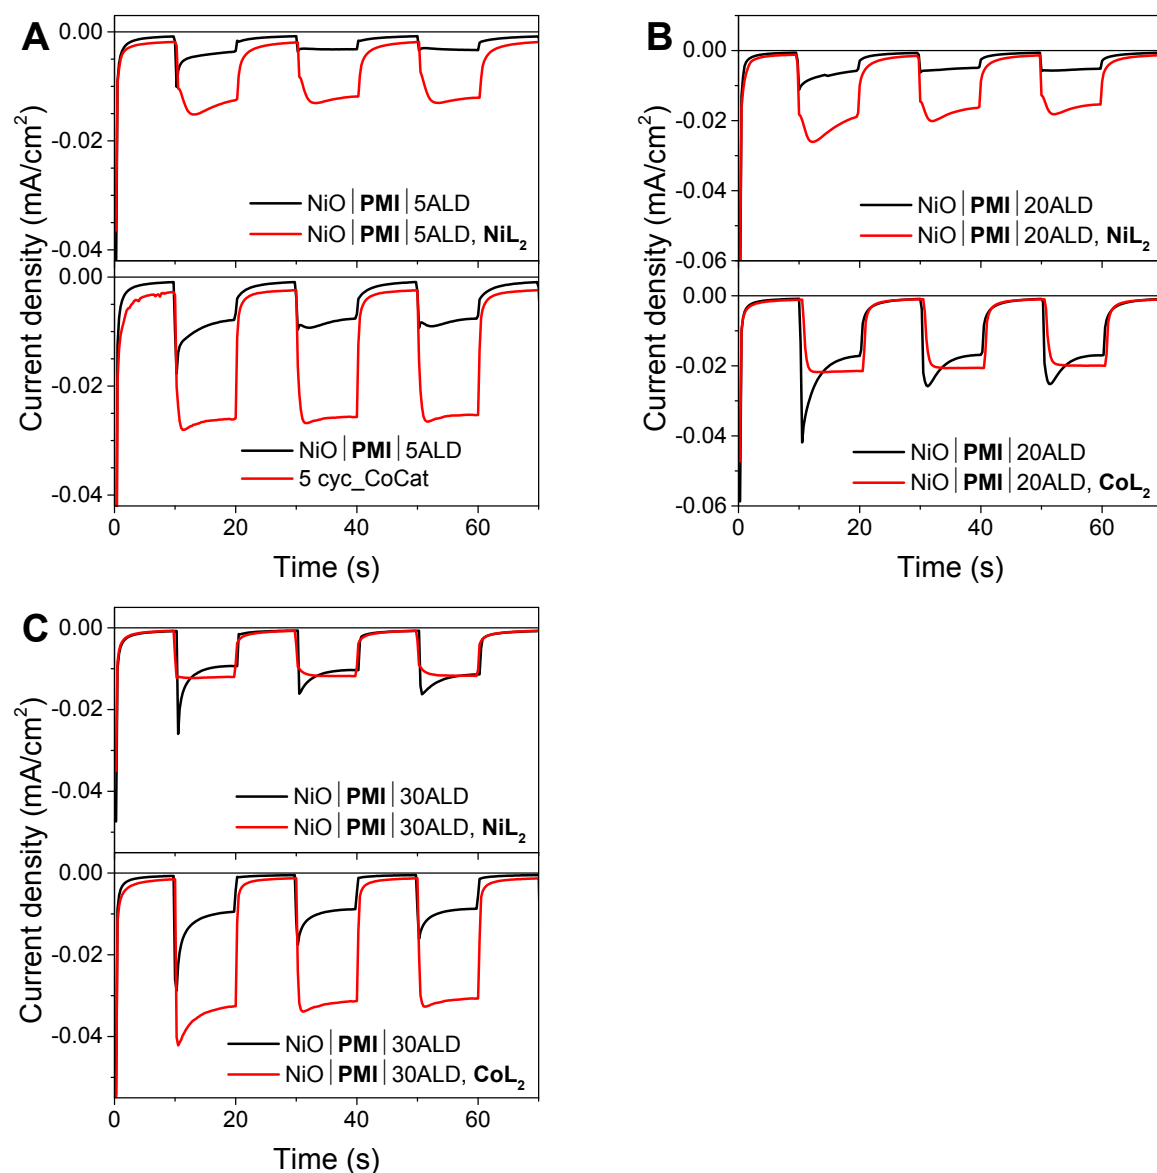 A
0.00
-0.02
-0.04
NiO | PMI | 5ALD
NiO | PMI | 5ALD, NiL₂
0.00
-0.02
-0.04
NiO | PMI | 5ALD
5 cyc_CoCat
Current density (mA/cm²)
0 20 40 60
Time (s)
B
0.00
-0.02
-0.04
-0.06
NiO | PMI | 20ALD
NiO | PMI | 20ALD, NiL₂
0.00
-0.02
-0.04
-0.06
NiO | PMI | 20ALD
NiO | PMI | 20ALD, CoL₂
Current density (mA/cm²)
0 20 40 60
Time (s)
C
0.00
-0.02
-0.04
NiO | PMI | 30ALD
NiO | PMI | 30ALD, NiL₂
0.00
-0.02
-0.04
NiO | PMI | 30ALD
NiO | PMI | 30ALD, CoL₂
Current density (mA/cm²)
0 20 40 60
Time (s)